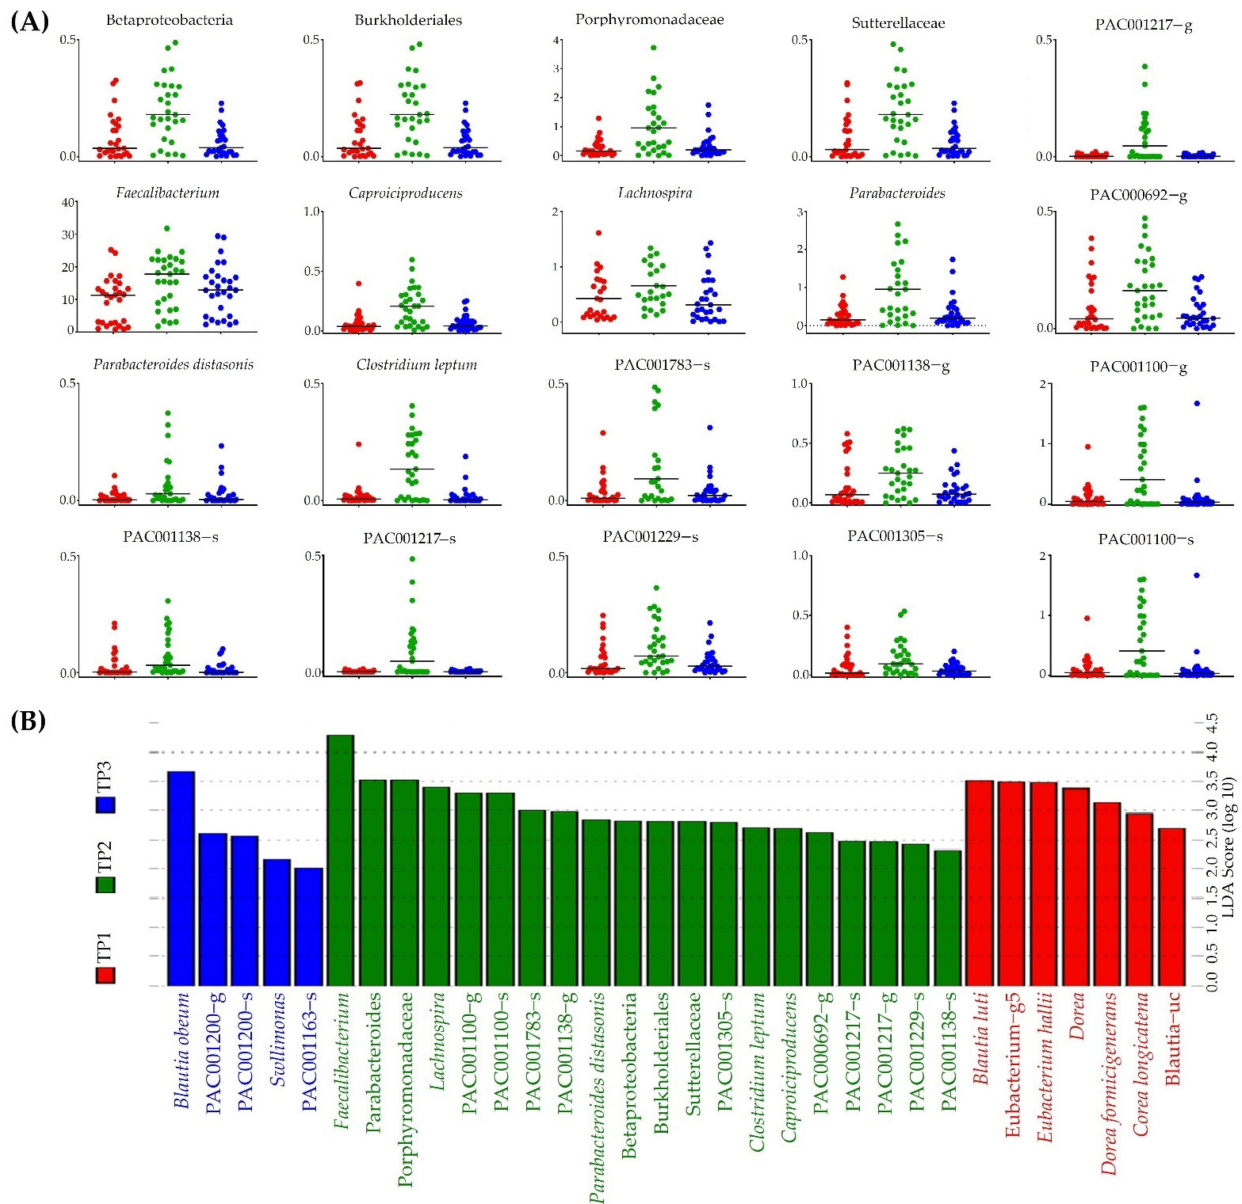 (A)
Betaproteobacteria
Burkholderiales
Porphyromonadaceae
Sutterellaceae
PAC001217–g
0.5
0.0
0.5
0.0
4
3
2
1
0
0.5
0.0
0.5
0.0
Faecalibacterium
Caproiciproducens
Lachnospira
Parabacteroides
PAC000692–g
40
30
20
10
0
1.0
0.5
0.0
2
1
0
3
2
1
0
0.5
0.0
Parabacteroides distasonis
Clostridium leptum
PAC001783–s
PAC001138–g
PAC001100–g
0.5
0.0
0.5
0.0
0.5
0.0
1.0
0.5
0.0
2
1
0
PAC001138–s
PAC001217–s
PAC001229–s
PAC001305–s
PAC001100–s
0.5
0.0
0.5
0.0
0.5
0.0
1.0
0.5
0.0
2
1
0
(B)
TP3
TP2
TP1
4.5
4.0
3.5
3.0
2.5
2.0
1.5
1.0
0.5
0.0
LDA Score (log 10)
Blautia obeum
PAC001200–g
PAC001200–s
Swllimonas
PAC001163–s
Faecalibacterium
Parabacteroides
Porphyromonadaceae
Lachnospira
PAC001100–g
PAC001100–s
PAC001783–s
PAC001138–g
Parabacteroides distasonis
Betaproteobacteria
Burkholderiales
Sutterellaceae
PAC001305–s
Clostridium leptum
Caproiciproducens
PAC000692–g
PAC001217–s
PAC001217–g
PAC001229–s
PAC001138–s
Blautia luti
Eubacterium–g5
Eubacterium hallii
Dorea
Dorea formicigenerans
Corea longicatena
Blautia–uc